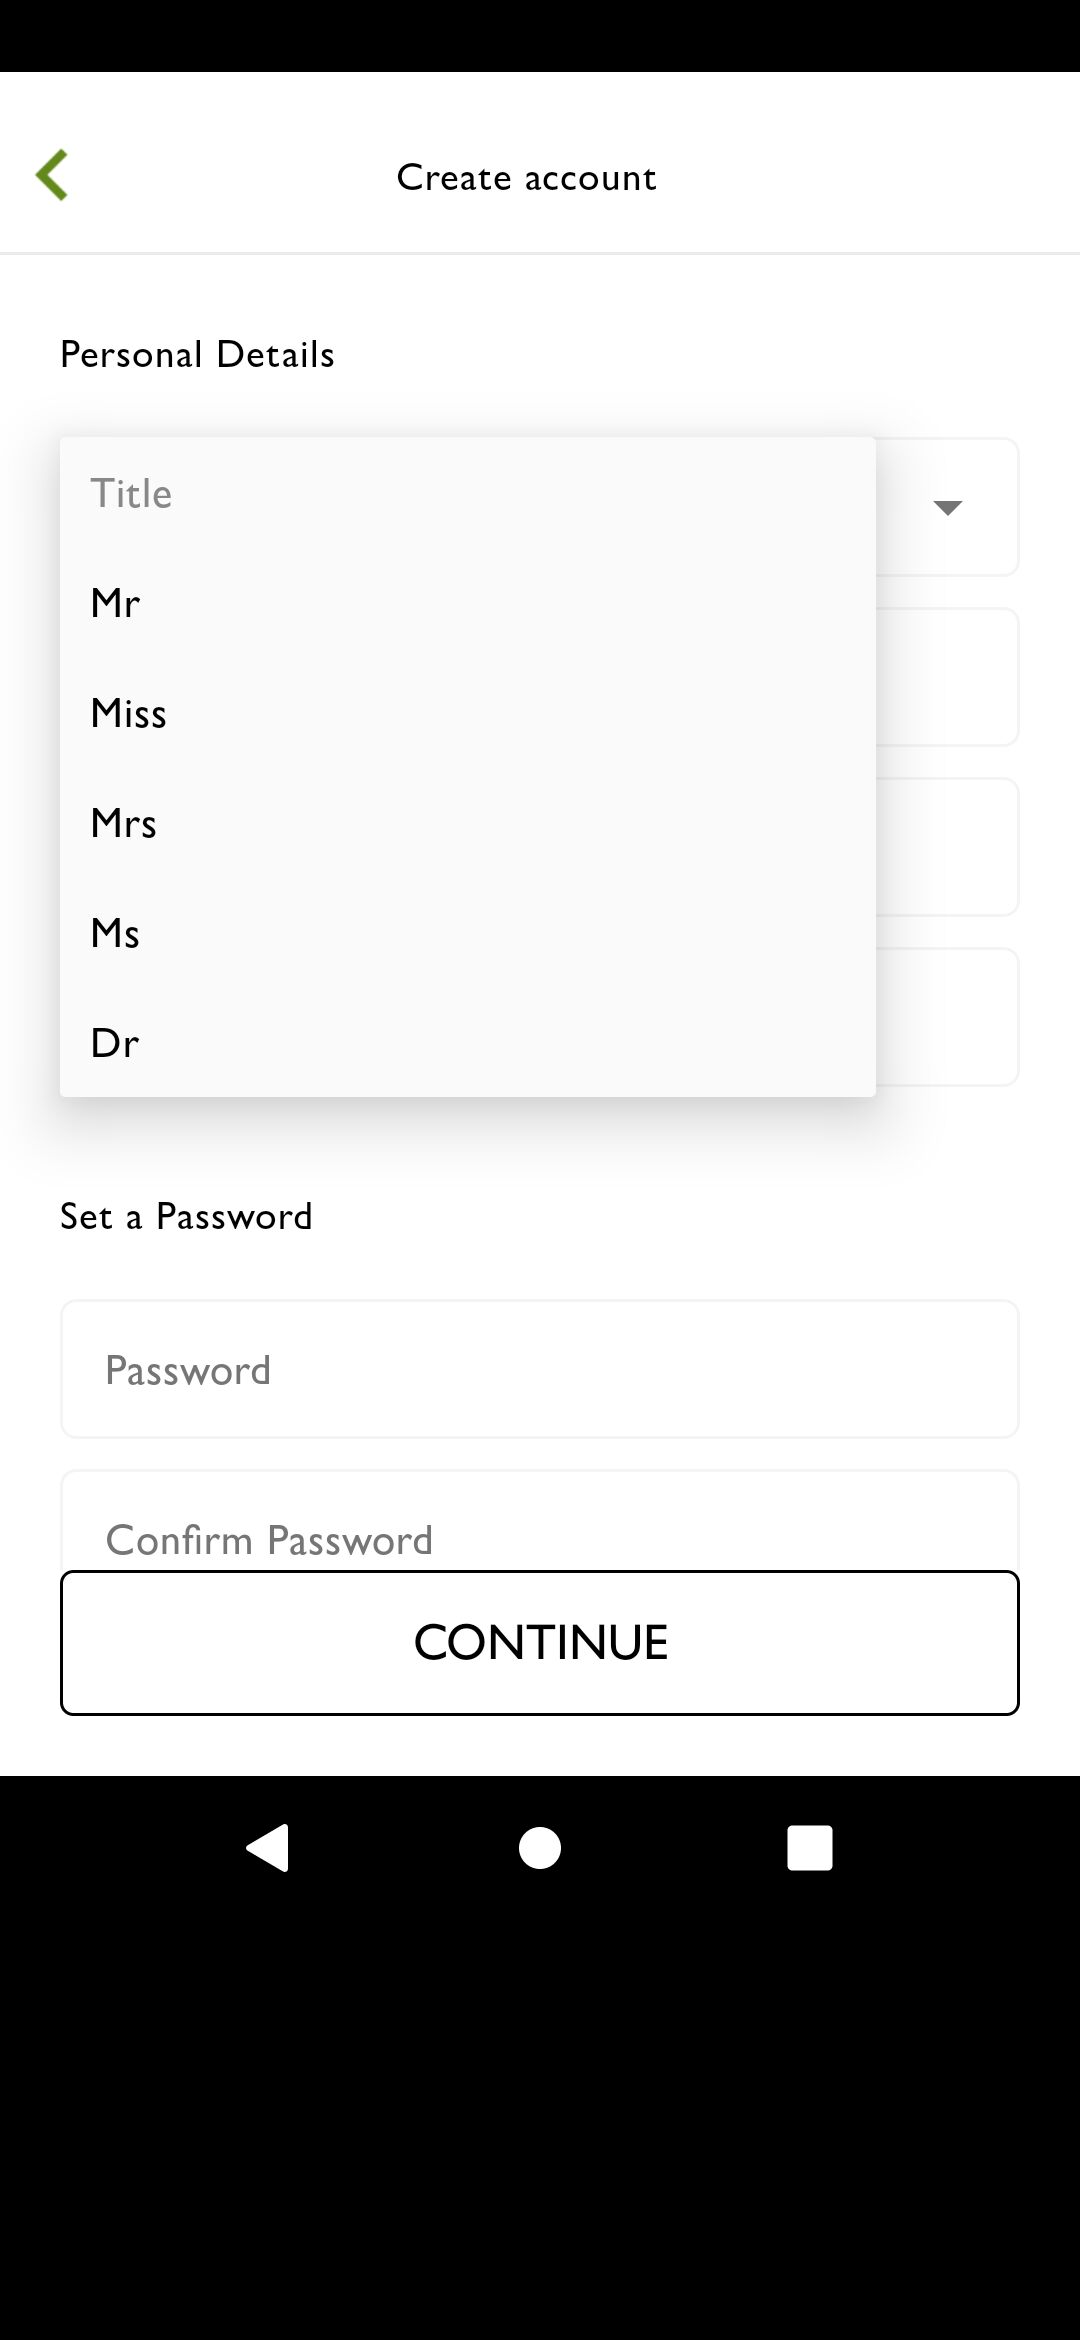 Create account
Personal Details
Title
Mr
Miss
Mrs
Ms
Dr
Set a Password
Password
Confirm Password
CONTINUE